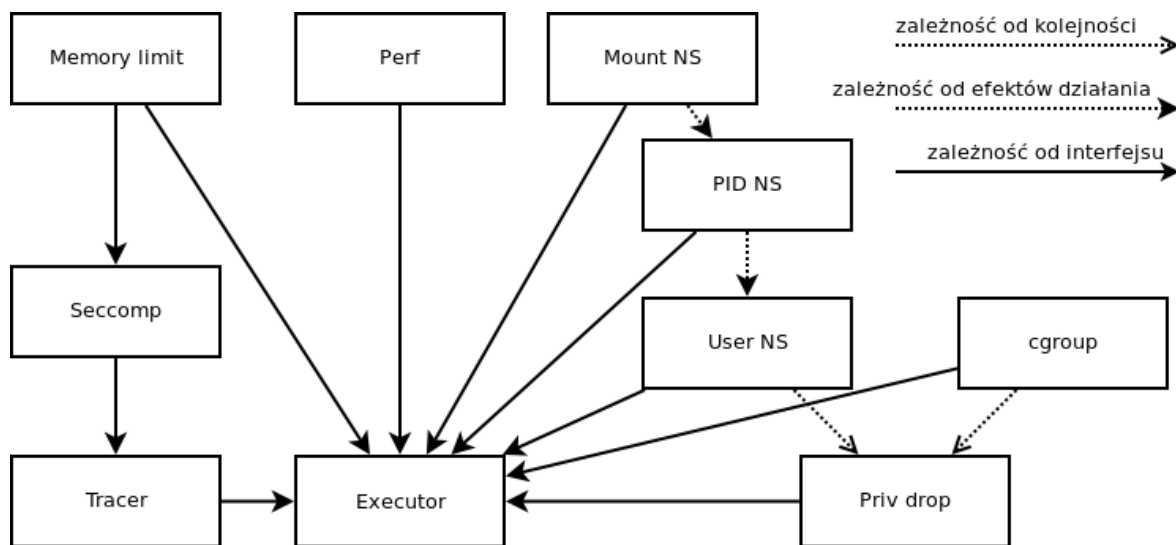 Memory limit
Perf
Mount NS
zależność od kolejności
zależność od efektów działania
zależność od interfejsu
PID NS
Seccomp
User NS
cgroup
Tracer
Executor
Priv drop